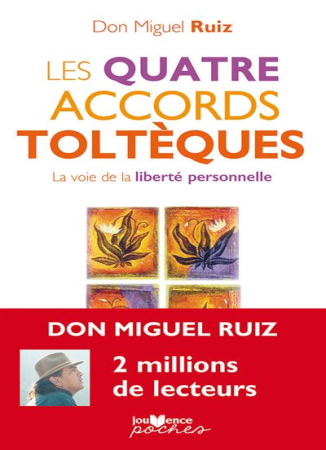 Don Miguel Ruiz
LES QUATRE
ACCORDS
TOLTÈQUES
La voie de la liberté personnelle
DON MIGUEL RUIZ
2 millions
de lecteurs
jouvence
poches